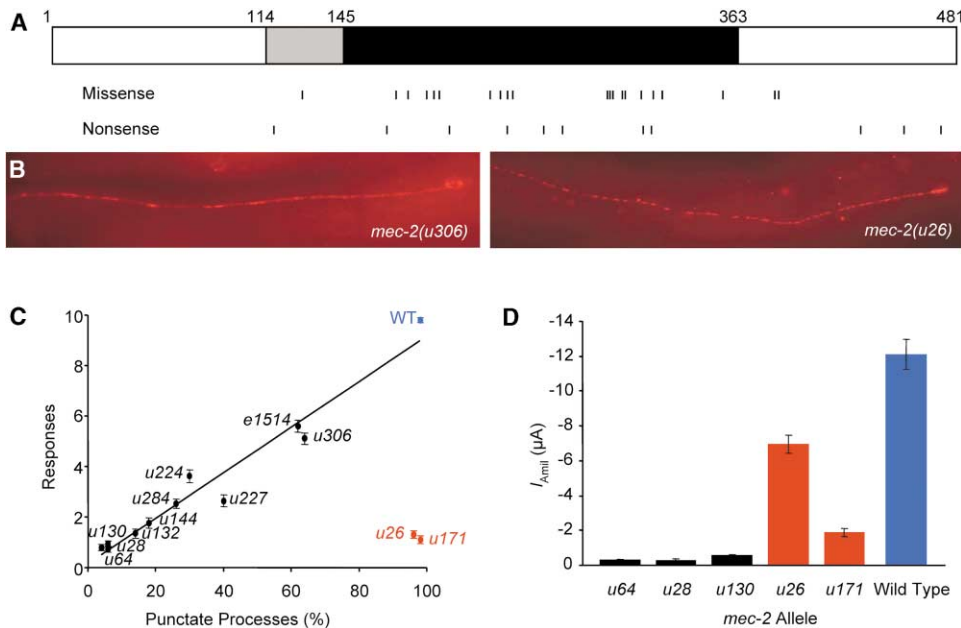 1 114 145 363 481
A
Missense
Nonsense
B
mec-2(u306)
mec-2(u26)
C
10
8
6
4
2
0
0 20 40 60 80 100
Responses
Punctate Processes (%)
WT
e1514
u306
u224
u284
u227
u144
u130
u132
u28
u64
u26
u171
D
-14
-12
-10
-8
-6
-4
-2
0
I Amil (µA)
u64 u28 u130 u26 u171 Wild Type
mec-2 Allele